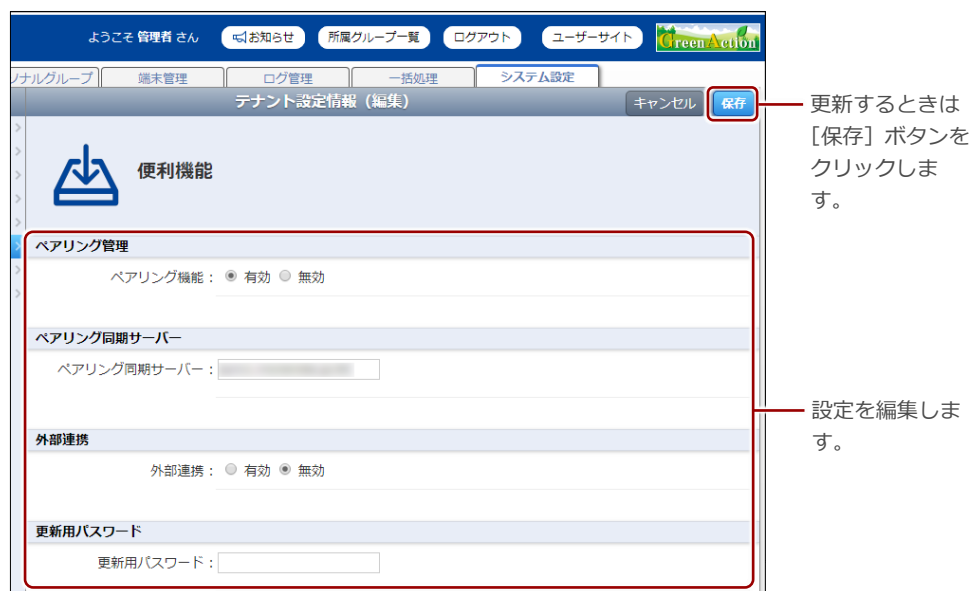 ようこそ 管理者 さん お知らせ 所属グループ一覧 ログアウト ユーザーサイト GreenAction
ノナルグループ 端末管理 ログ管理 一括処理 システム設定
テナント設定情報（編集） キャンセル 保存
更新するときは
［保存］ボタンを
クリックしま
す。
便利機能
ペアリング管理
ペアリング機能： 有効 無効
ペアリング同期サーバー
ペアリング同期サーバー：
設定を編集しま
す。
外部連携
外部連携： 有効 無効
更新用パスワード
更新用パスワード：